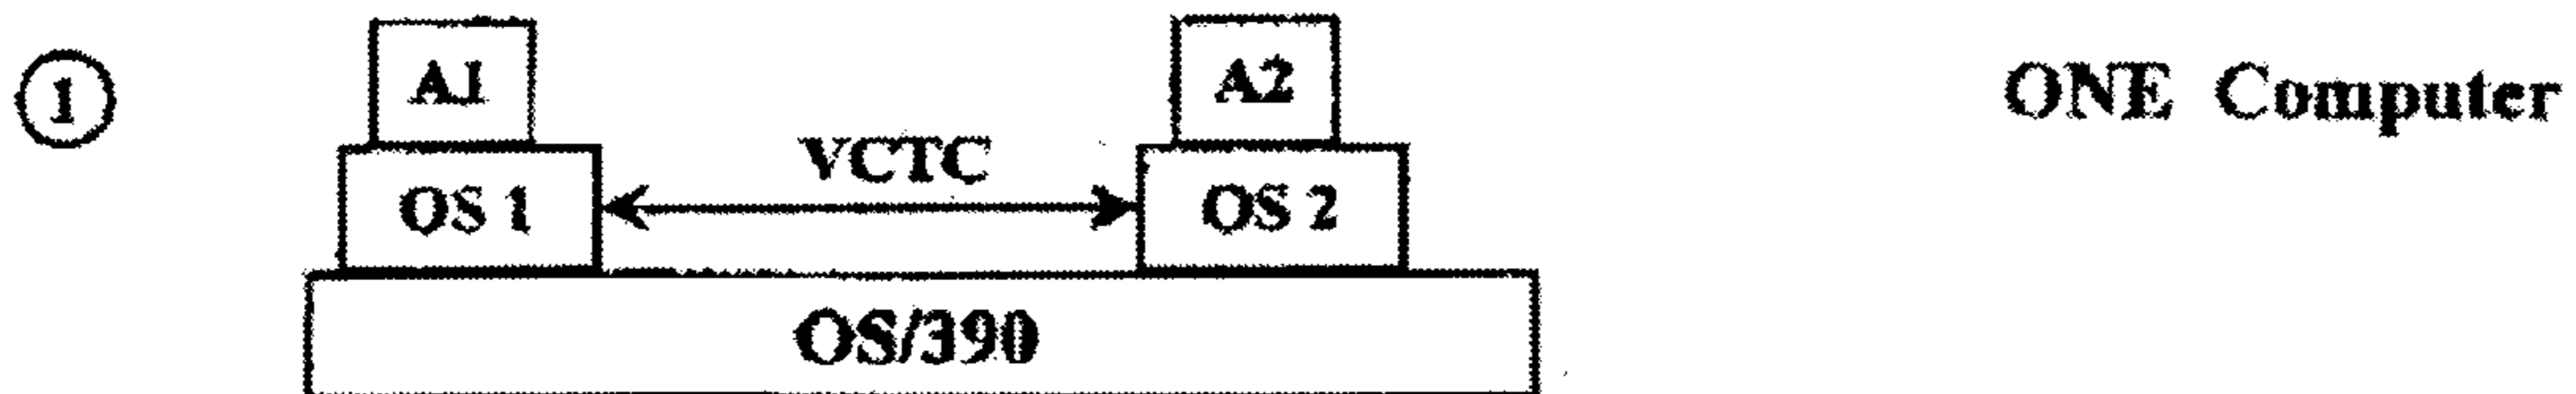 ① A1 A2 ONE Computer
VCTC
OS 1 OS 2
OS/390